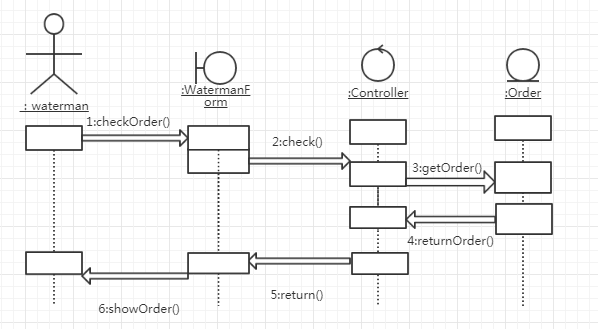 _: waterman
:WatermanF
orm
:Controller
:Order
1:checkOrder()
2:check()
3:getOrder()
4:returnOrder()
5:return()
6:showOrder()